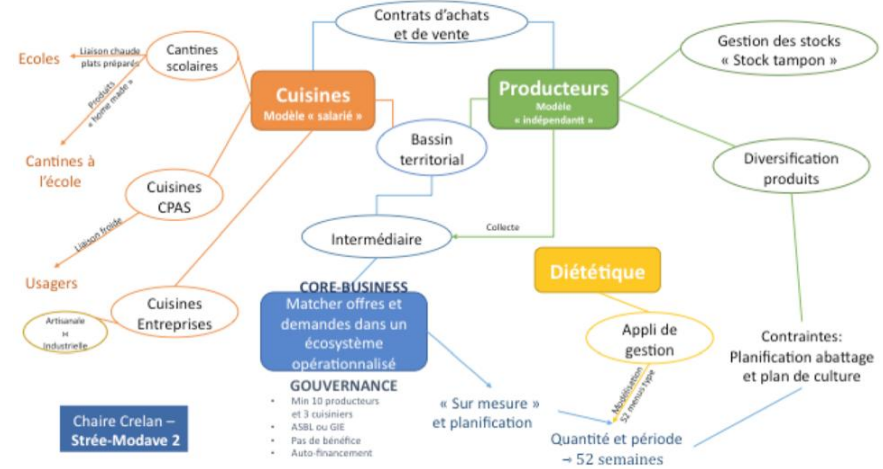 Contrats d'achats
et de vente
Ecoles
Liaison chaude
plats préparés
Cantines
scolaires
Gestion des stocks
« Stock tampon »
Produits
« home made »
Cuisines
Modèle « salarié »
Producteurs
Modèle
« indépendantt »
Bassin
territorial
Cantines à
l'école
Diversification
produits
Cuisines
CPAS
Liaison froide
Intermédiaire
Collecte
Usagers
Diététique
CORE-BUSINESS
Matcher offres et
demandes dans un
écosystème
opérationnalisé
Cuisines
Entreprises
Artisanale
Industrielle
Appli de
gestion
Contraintes:
Planification abattage
et plan de culture
Modélisation
52 menus type
GOUVERNANCE
• Min 10 producteurs
et 3 cuisiniers
• ASBL ou GIE
• Pas de bénéfice
• Auto-financement
« Sur mesure »
et planification
Chaire Crelan –
Strée-Modave 2
Quantité et période
→ 52 semaines